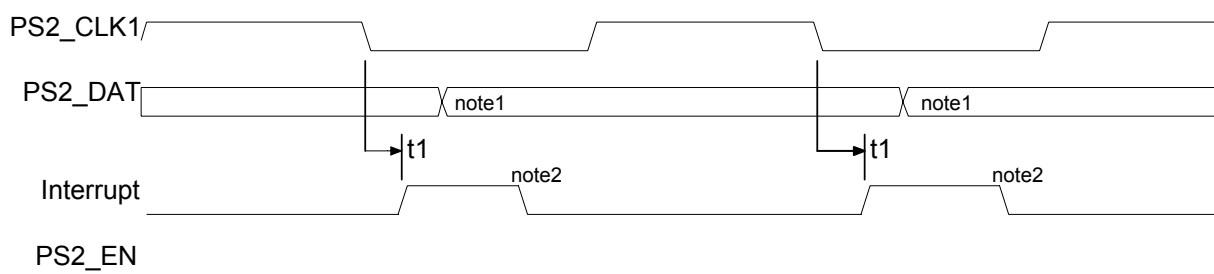 PS2_CLK1
PS2_DAT
note1 note1
t1 t1
Interrupt
note2 note2
PS2_EN